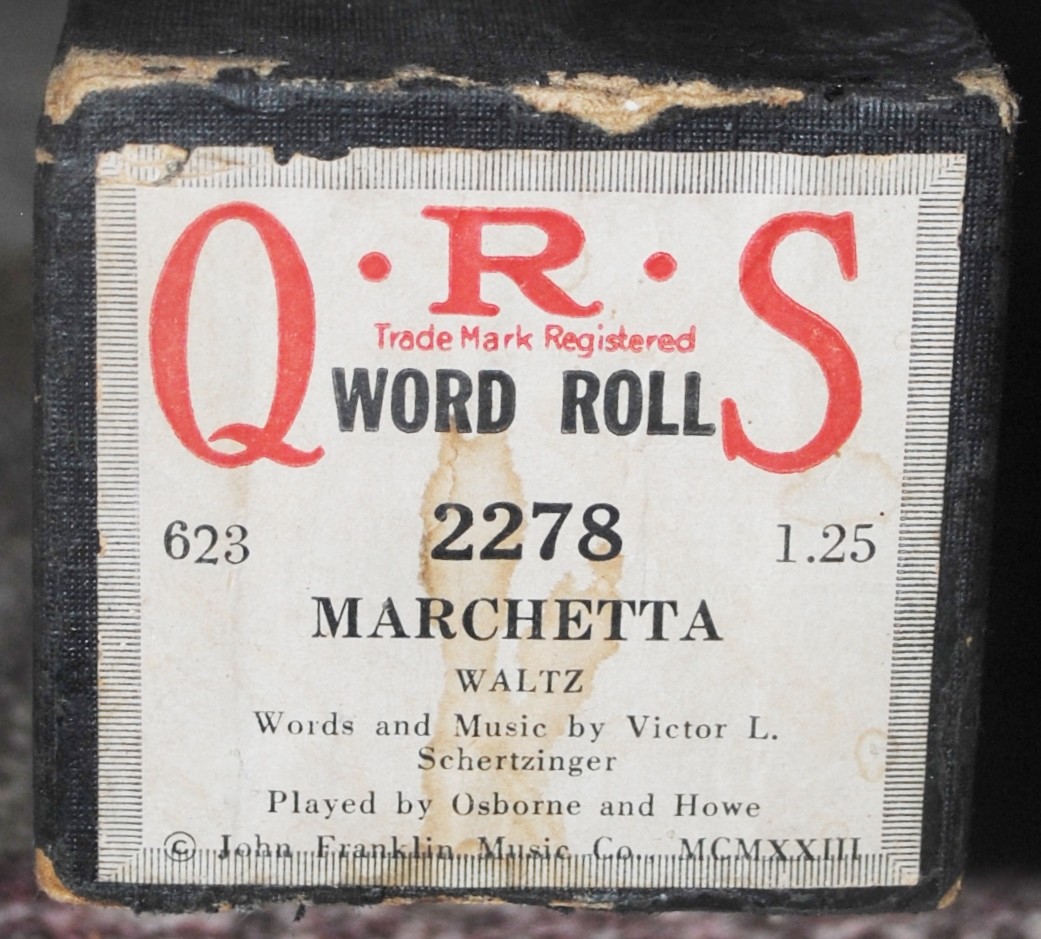 Q·R·S
Trade Mark Registered
WORD ROLL
623 2278 1.25
MARCHETTA
WALTZ
Words and Music by Victor L.
Schertzinger
Played by Osborne and Howe
© John Franklin Music Co., MCMXXIII